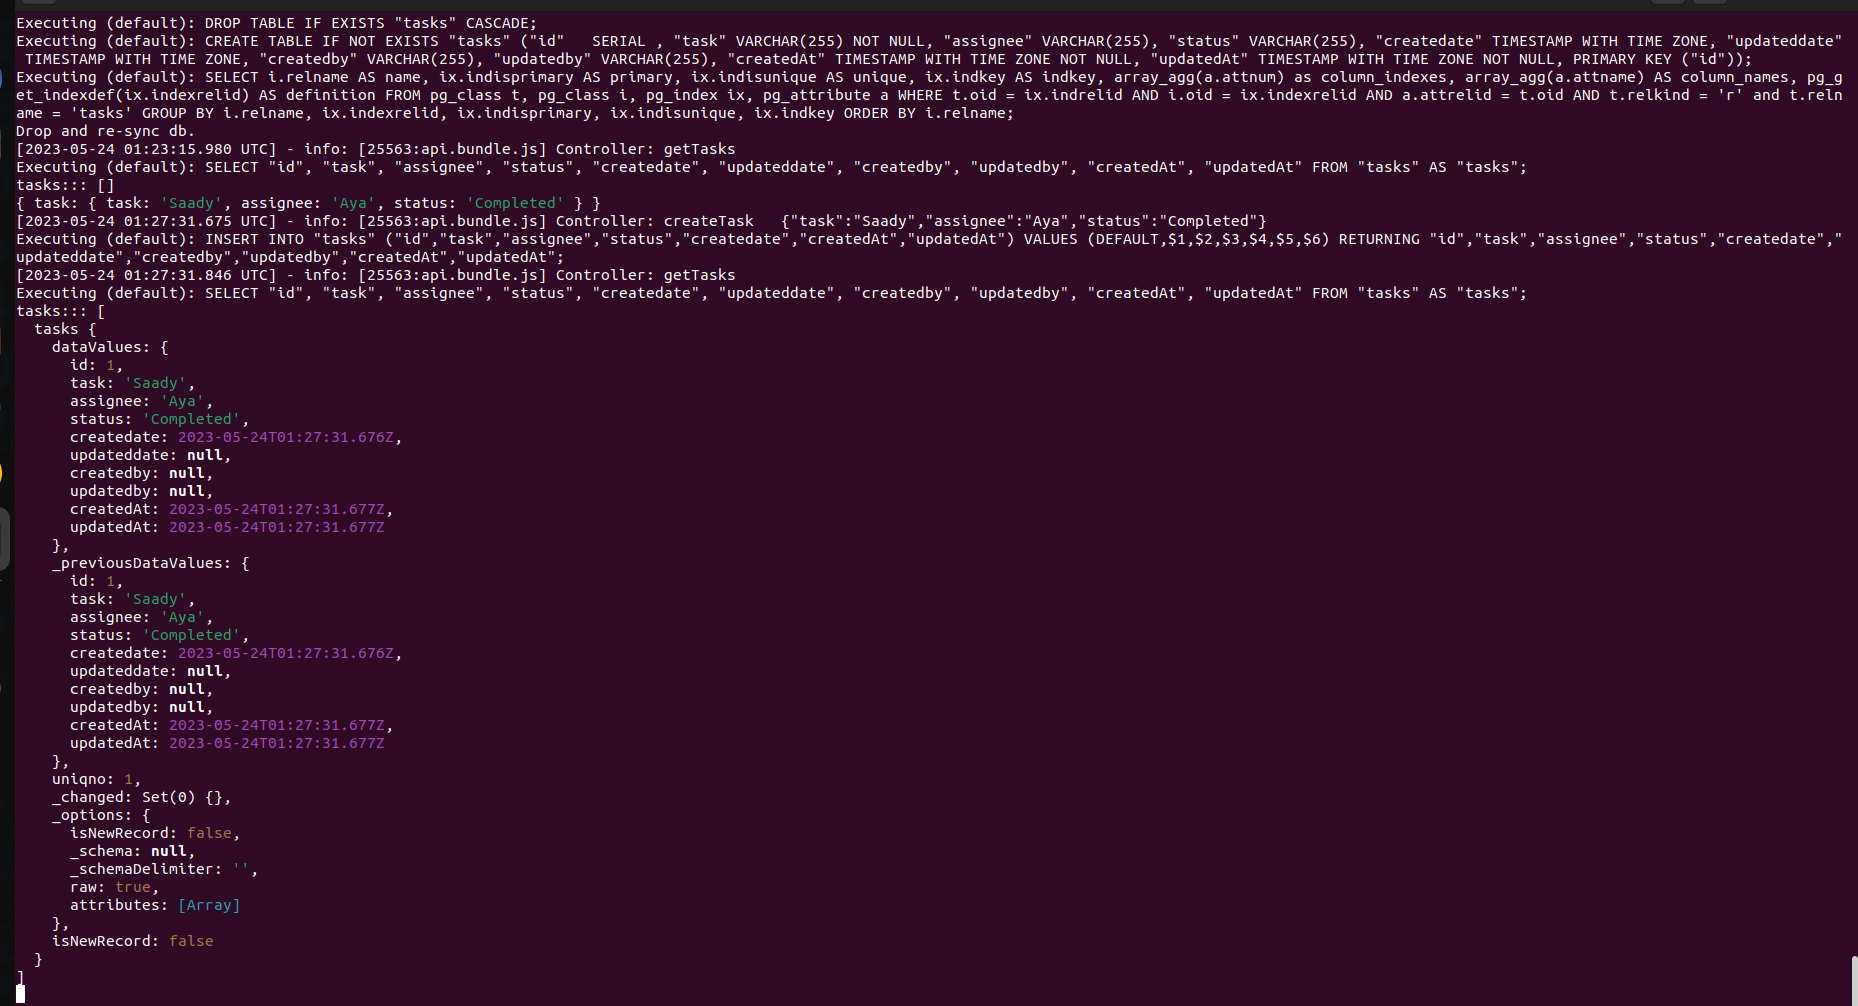 Executing (default): DROP TABLE IF EXISTS "tasks" CASCADE;
Executing (default): CREATE TABLE IF NOT EXISTS "tasks" ("id"   SERIAL , "task" VARCHAR(255) NOT NULL, "assignee" VARCHAR(255), "status" VARCHAR(255), "createdate" TIMESTAMP WITH TIME ZONE, "updateddate"
 TIMESTAMP WITH TIME ZONE, "createdby" VARCHAR(255), "updatedby" VARCHAR(255), "createdAt" TIMESTAMP WITH TIME ZONE NOT NULL, "updatedAt" TIMESTAMP WITH TIME ZONE NOT NULL, PRIMARY KEY ("id"));
Executing (default): SELECT i.relname AS name, ix.indisprimary AS primary, ix.indisunique AS unique, ix.indkey AS indkey, array_agg(a.attnum) as column_indexes, array_agg(a.attname) AS column_names, pg_g
et_indexdef(ix.indexrelid) AS definition FROM pg_class t, pg_class i, pg_index ix, pg_attribute a WHERE t.oid = ix.indrelid AND i.oid = ix.indexrelid AND a.attrelid = t.oid AND t.relkind = 'r' and t.reln
ame = 'tasks' GROUP BY i.relname, ix.indexrelid, ix.indisprimary, ix.indisunique, ix.indkey ORDER BY i.relname;
Drop and re-sync db.
[2023-05-24 01:23:15.980 UTC] - info: [25563:api.bundle.js] Controller: getTasks
Executing (default): SELECT "id", "task", "assignee", "status", "createdate", "updateddate", "createdby", "updatedby", "createdAt", "updatedAt" FROM "tasks" AS "tasks";
tasks::: []
{ task: { task: 'Saady', assignee: 'Aya', status: 'Completed' } }
[2023-05-24 01:27:31.675 UTC] - info: [25563:api.bundle.js] Controller: createTask   {"task":"Saady","assignee":"Aya","status":"Completed"}
Executing (default): INSERT INTO "tasks" ("id","task","assignee","status","createdate","createdAt","updatedAt") VALUES (DEFAULT,$1,$2,$3,$4,$5,$6) RETURNING "id","task","assignee","status","createdate","
updateddate","createdby","updatedby","createdAt","updatedAt";
[2023-05-24 01:27:31.846 UTC] - info: [25563:api.bundle.js] Controller: getTasks
Executing (default): SELECT "id", "task", "assignee", "status", "createdate", "updateddate", "createdby", "updatedby", "createdAt", "updatedAt" FROM "tasks" AS "tasks";
tasks::: [
  tasks {
    dataValues: {
      id: 1,
      task: 'Saady',
      assignee: 'Aya',
      status: 'Completed',
      createdate: 2023-05-24T01:27:31.676Z,
      updateddate: null,
      createdby: null,
      updatedby: null,
      createdAt: 2023-05-24T01:27:31.677Z,
      updatedAt: 2023-05-24T01:27:31.677Z
    },
    _previousDataValues: {
      id: 1,
      task: 'Saady',
      assignee: 'Aya',
      status: 'Completed',
      createdate: 2023-05-24T01:27:31.676Z,
      updateddate: null,
      createdby: null,
      updatedby: null,
      createdAt: 2023-05-24T01:27:31.677Z,
      updatedAt: 2023-05-24T01:27:31.677Z
    },
    uniqno: 1,
    _changed: Set(0) {},
    _options: {
      isNewRecord: false,
      _schema: null,
      _schemaDelimiter: '',
      raw: true,
      attributes: [Array]
    },
    isNewRecord: false
  }
]